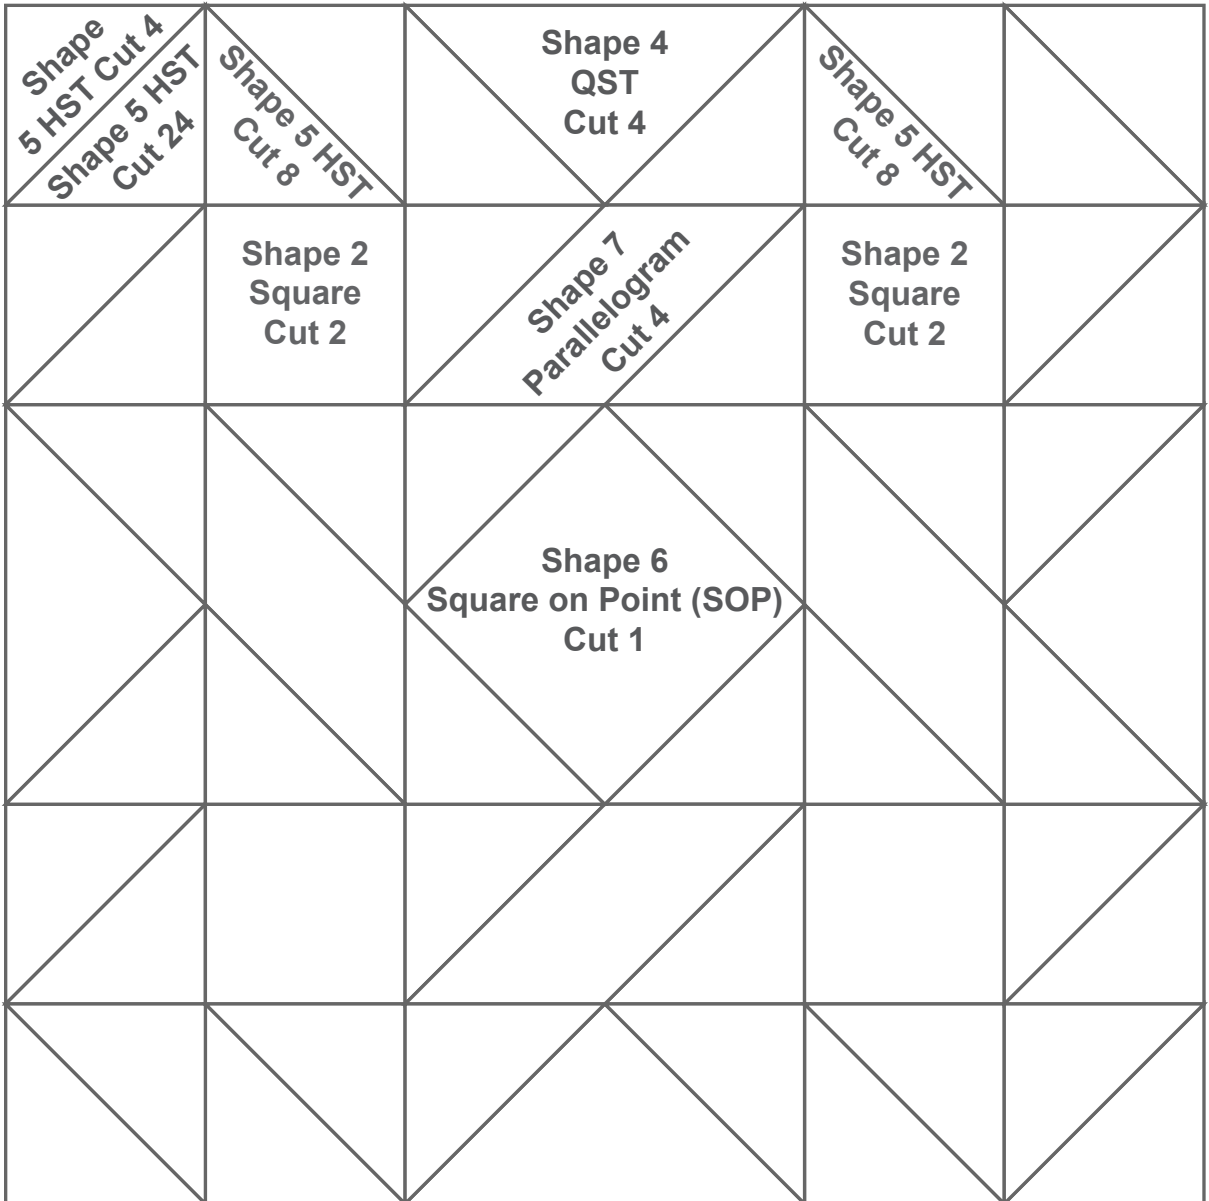 Shape
5 HST Cut 4
Shape 5 HST
Cut 24
Shape 5 HST
Cut 8
Shape 4
QST
Cut 4
Shape 5 HST
Cut 8
Shape 2
Square
Cut 2
Shape 7
Parallelogram
Cut 4
Shape 2
Square
Cut 2
Shape 6
Square on Point (SOP)
Cut 1